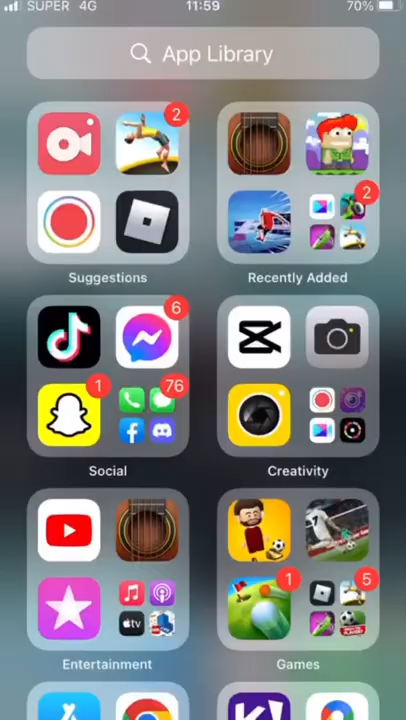 SUPER 4G 11:59 70%
App Library
2
2
Suggestions Recently Added
6
1 76
Social Creativity
1 5
tv
Entertainment Games